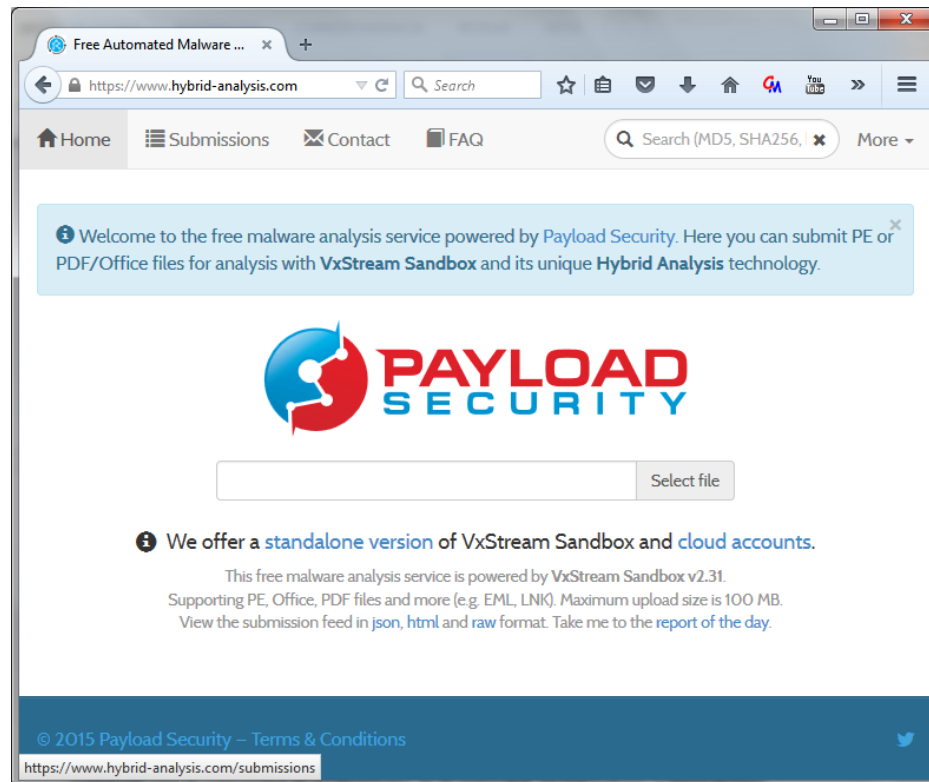 Free Automated Malware ...
https://www.hybrid-analysis.com
Search
GM
You Tube
Home
Submissions
Contact
FAQ
Search (MD5, SHA256,
More
Welcome to the free malware analysis service powered by Payload Security. Here you can submit PE or
PDF/Office files for analysis with VxStream Sandbox and its unique Hybrid Analysis technology.
PAYLOAD
SECURITY
Select file
We offer a standalone version of VxStream Sandbox and cloud accounts.
This free malware analysis service is powered by VxStream Sandbox v2.31.
Supporting PE, Office, PDF files and more (e.g. EML, LNK). Maximum upload size is 100 MB.
View the submission feed in json, html and raw format. Take me to the report of the day.
© 2015 Payload Security – Terms & Conditions
https://www.hybrid-analysis.com/submissions